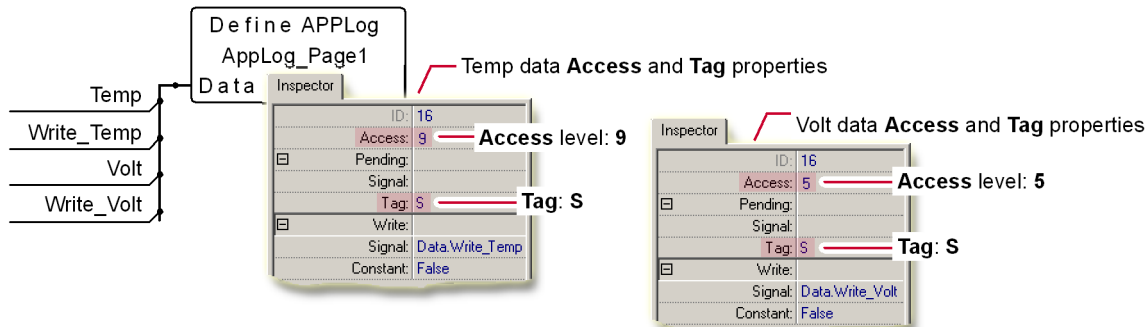 Define APPLog
AppLog_Page1
Data
Temp
Write_Temp
Volt
Write_Volt
Temp data Access and Tag properties
Inspector
ID: 16
Access: 9
Access level: 9
Pending:
Signal:
Tag: S
Tag: S
Write:
Signal: Data.Write_Temp
Constant: False
Volt data Access and Tag properties
Inspector
ID: 16
Access: 5
Access level: 5
Pending:
Signal:
Tag: S
Tag: S
Write:
Signal: Data.Write_Volt
Constant: False